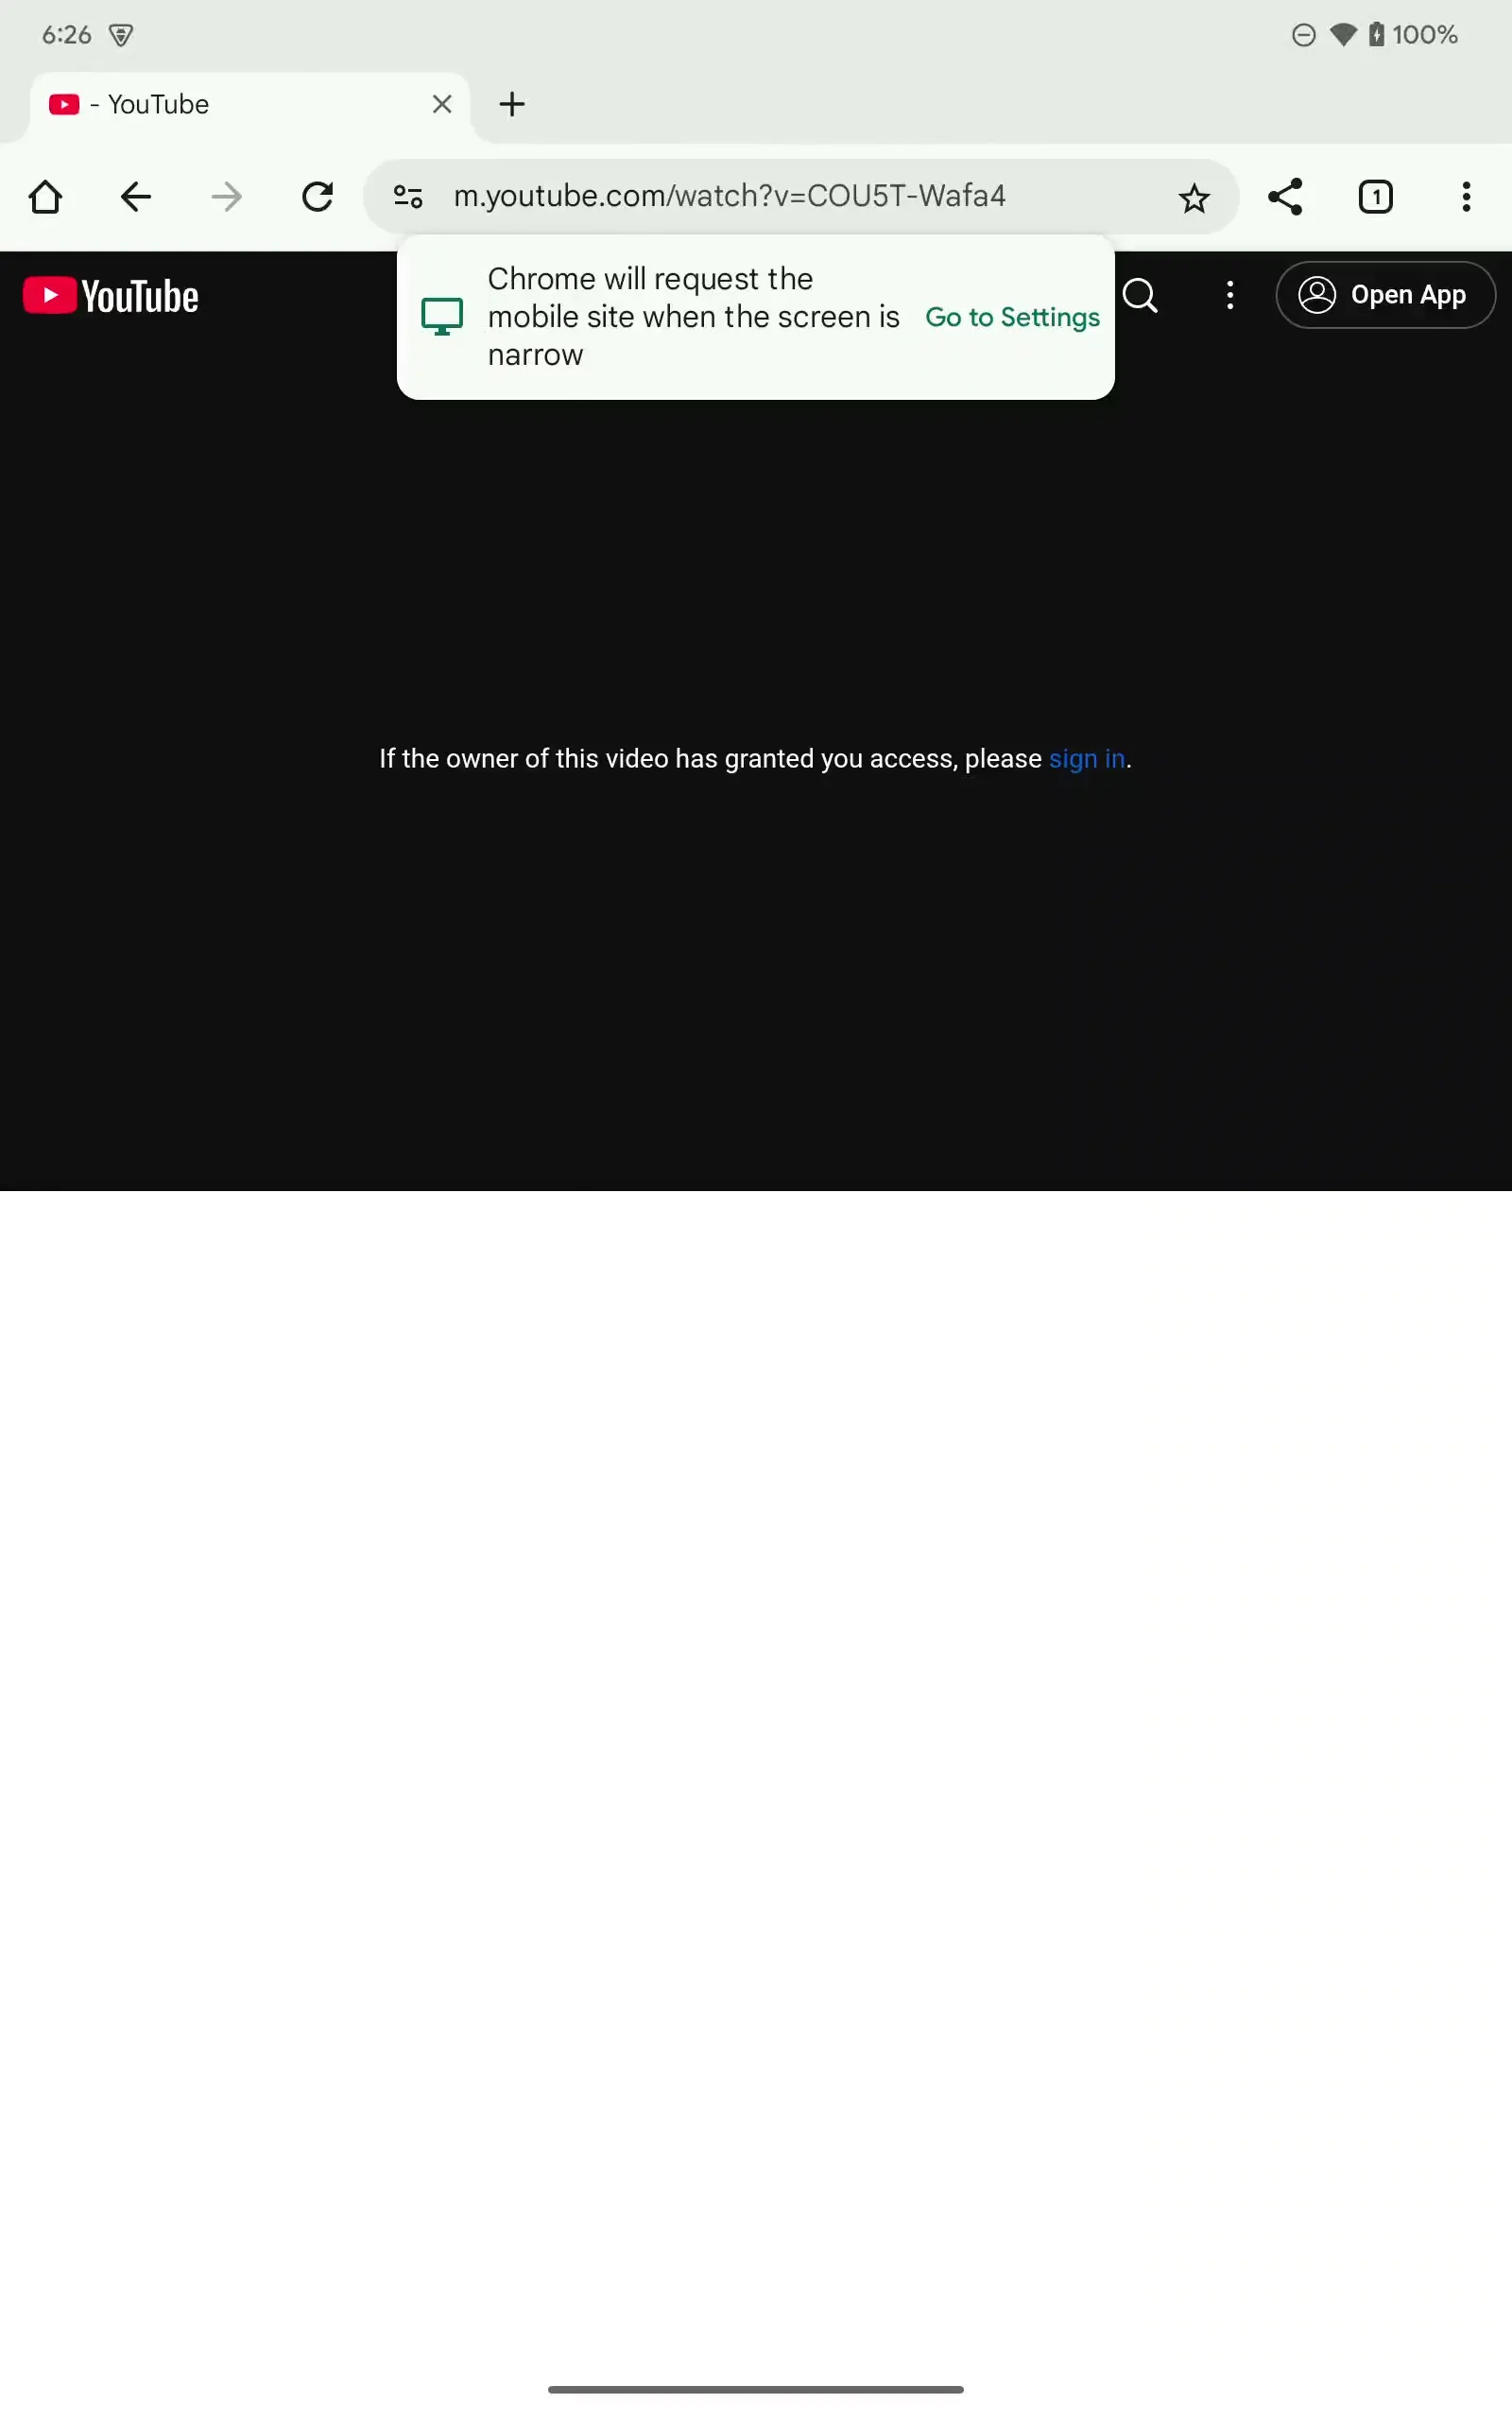 6:26
100%
- YouTube
m.youtube.com/watch?v=COU5T-Wafa4
1
YouTube
Chrome will request the
mobile site when the screen is
narrow
Go to Settings
Open App
If the owner of this video has granted you access, please sign in.